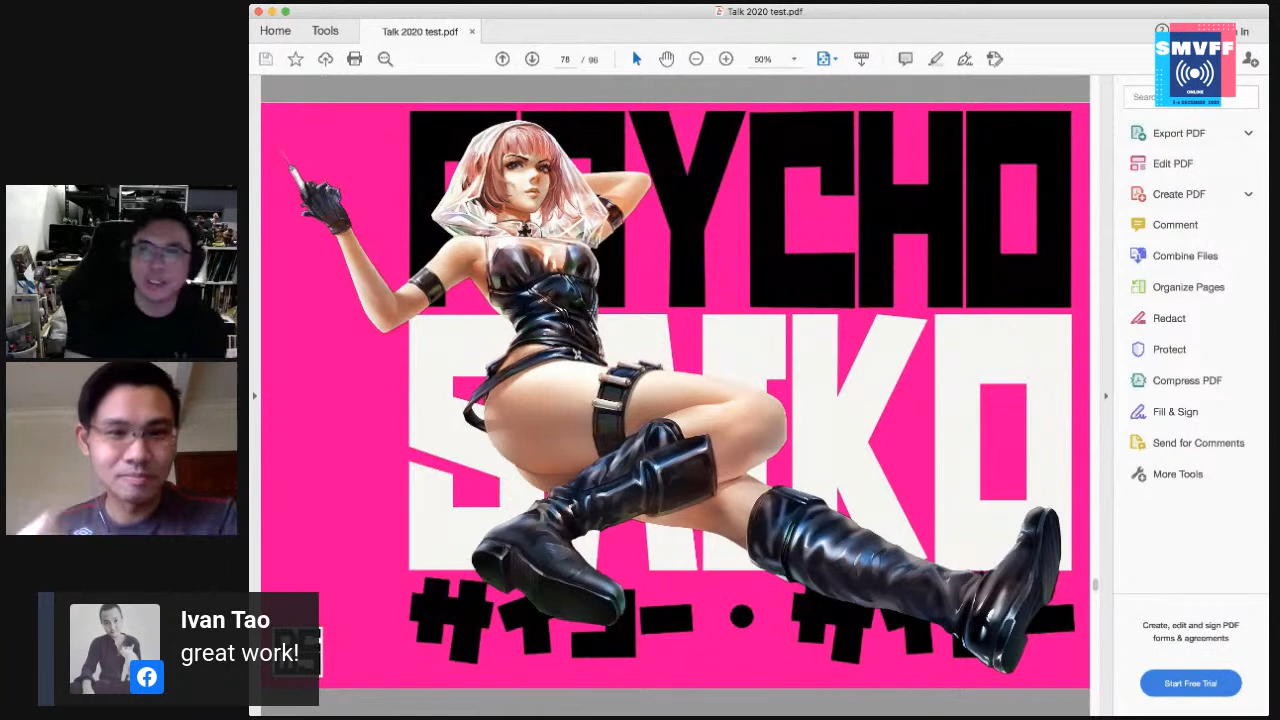 Talk 2020 test.pdf
Home
Tools
Talk 2020 test.pdf
78 / 96
50%
In
SMVFF
ONLINE
Export PDF
Edit PDF
Create PDF
Comment
Combine Files
Organize Pages
Redact
Protect
Compress PDF
Fill & Sign
Send for Comments
More Tools
Create, edit and sign PDF
forms & agreements
Start Free Trial
PSYCHO
SAIKO
サイコー・サイコ
Ivan Tao
great work!